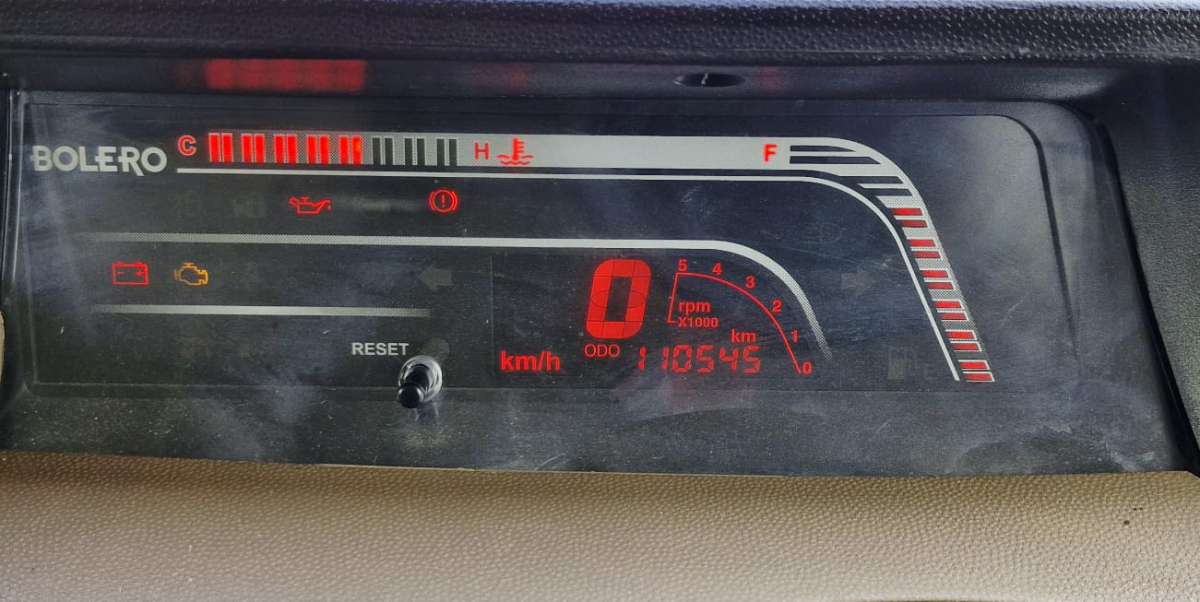 BOLERO
C H F
RESET
km/h
0
ODO
110545
km
rpm
X1000
5 4 3 2 1 0